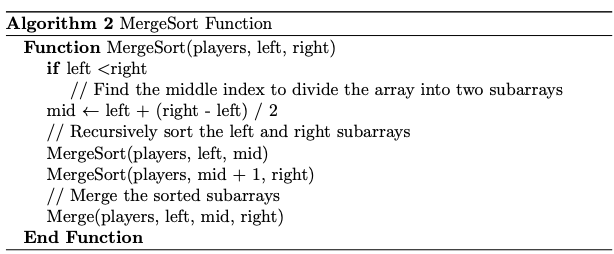 Algorithm 2 MergeSort Function
Function MergeSort(players, left, right)
if left <right
// Find the middle index to divide the array into two subarrays
mid ← left + (right - left) / 2
// Recursively sort the left and right subarrays
MergeSort(players, left, mid)
MergeSort(players, mid + 1, right)
// Merge the sorted subarrays
Merge(players, left, mid, right)
End Function